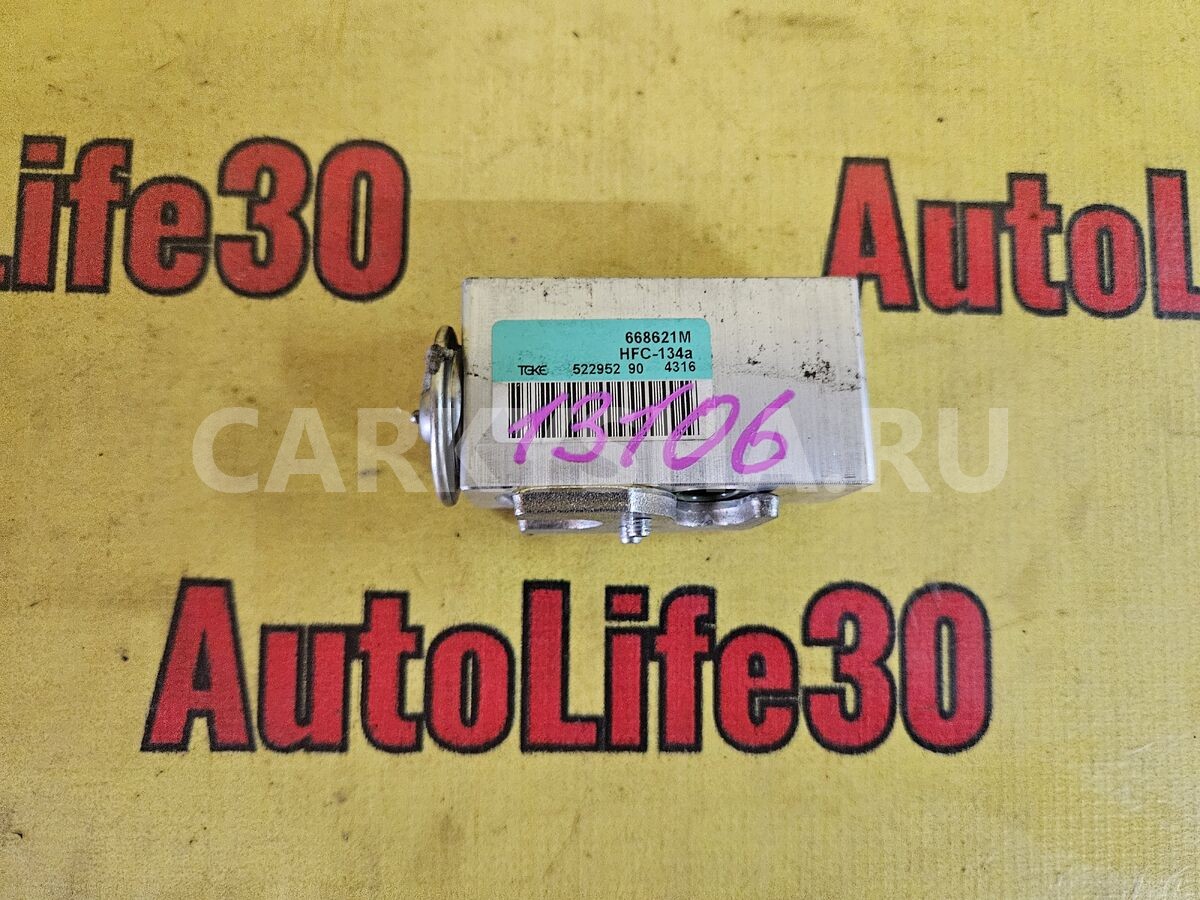 Life30
AutoL
668621M
HFC-134a
TGKE 522952 90 4316
13106
AutoLife30